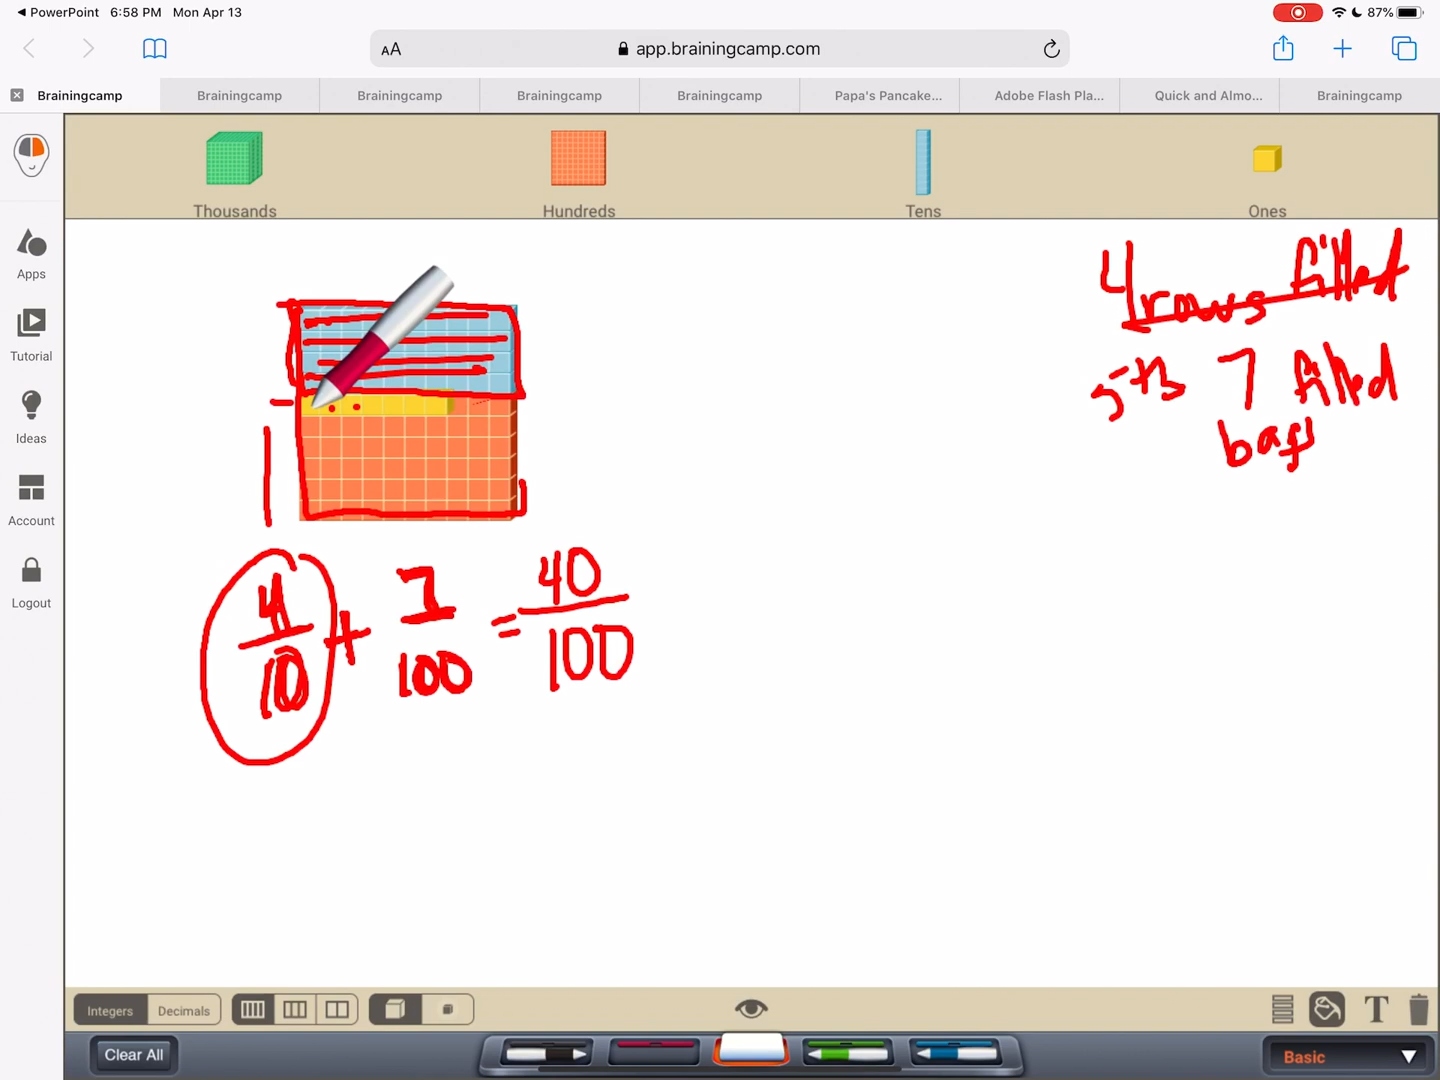 PowerPoint 6:58 PM Mon Apr 13 87%
AA app.brainingcamp.com
Brainingcamp Brainingcamp Brainingcamp Brainingcamp Brainingcamp Papa's Pancake... Adobe Flash Pla... Quick and Almo... Brainingcamp
Thousands Hundreds Tens Ones
Apps
Tutorial
Ideas
Account
Logout
4 rows filled
5th 7 filled
4/10 + 7/100 = 40/100
Integers Decimals T
Clear All Basic